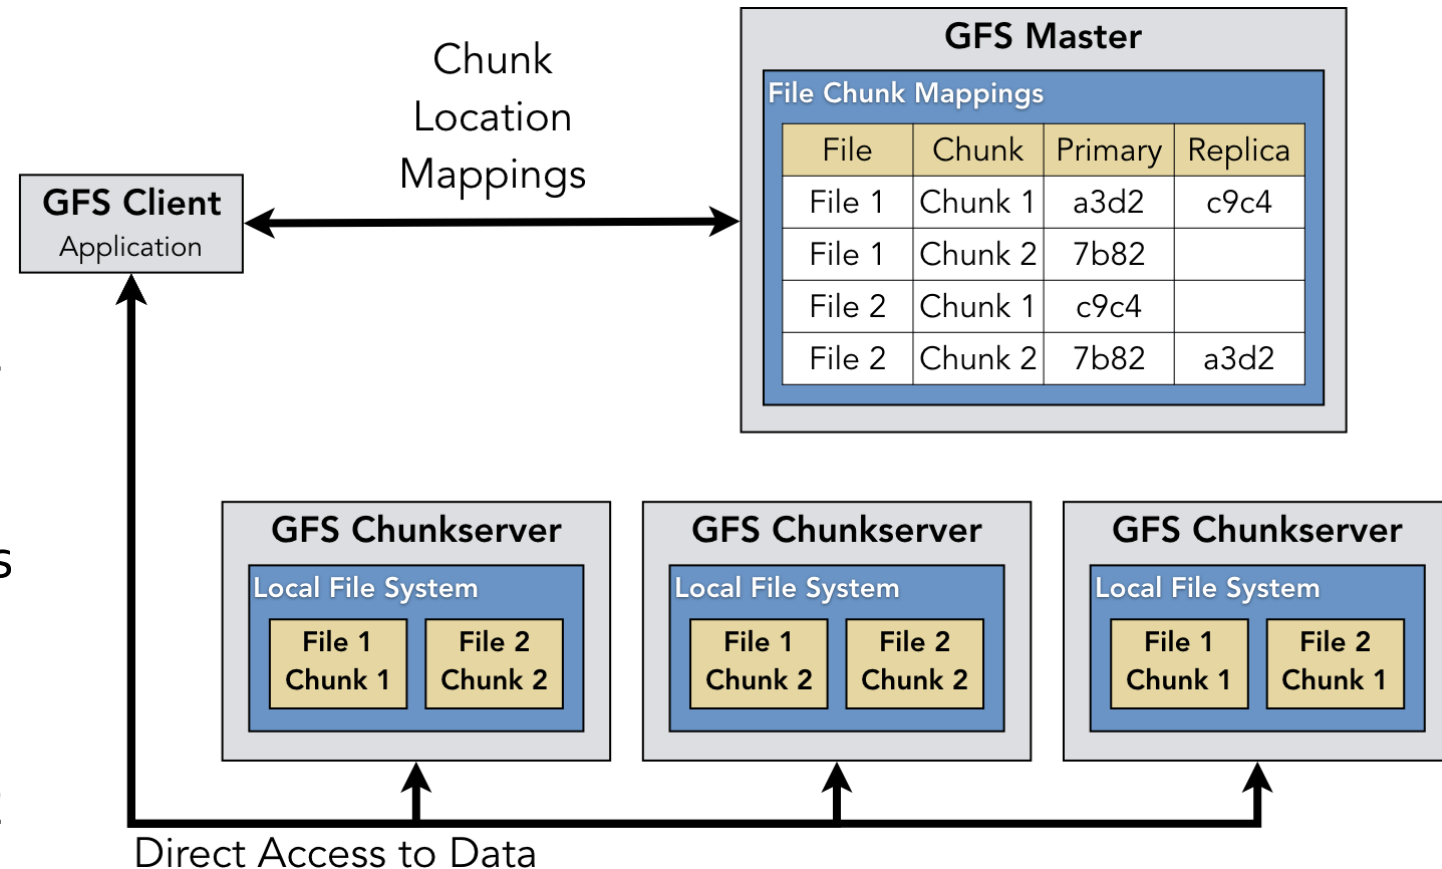 Chunk
Location
Mappings
GFS Client
Application
GFS Master
File Chunk Mappings
File Chunk Primary Replica
File 1 Chunk 1 a3d2 c9c4
File 1 Chunk 2 7b82
File 2 Chunk 1 c9c4
File 2 Chunk 2 7b82 a3d2
s
GFS Chunkserver
Local File System
File 1
Chunk 1
File 2
Chunk 2
GFS Chunkserver
Local File System
File 1
Chunk 2
File 2
Chunk 2
GFS Chunkserver
Local File System
File 1
Chunk 1
File 2
Chunk 1
Direct Access to Data